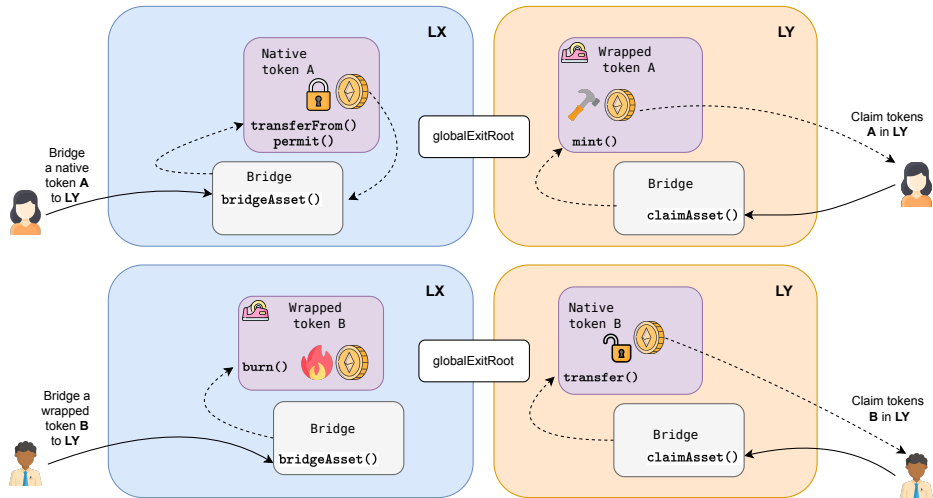 LX
Native
token A
transferFrom()
permit()
Bridge
bridgeAsset()
Bridge
a native
token A
to LY
globalExitRoot
LY
Wrapped
token A
mint()
Bridge
claimAsset()
Claim tokens
A in LY
LX
Wrapped
token B
burn()
Bridge
bridgeAsset()
Bridge a
wrapped
token B
to LY
globalExitRoot
LY
Native
token B
transfer()
Bridge
claimAsset()
Claim tokens
B in LY